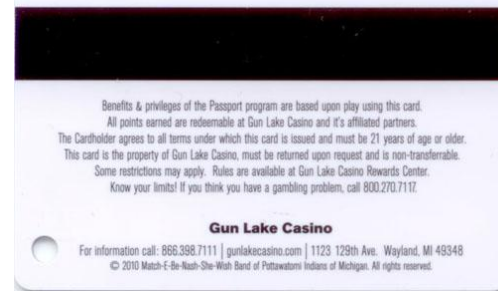 Benefits & privileges of the Passport program are based upon play using this card.
All points earned are redeemable at Gun Lake Casino and it's affiliated partners.
The Cardholder agrees to all terms under which this card is issued and must be 21 years of age or older.
This card is the property of Gun Lake Casino, must be returned upon request and is non-transferrable.
Some restrictions may apply. Rules are available at Gun Lake Casino Rewards Center.
Know your limits! If you think you have a gambling problem, call 800.270.7117.
Gun Lake Casino
For information call: 866.398.7111 | gunlakecasino.com | 1123 129th Ave. Wayland, MI 49348
© 2010 Match-E-Be-Nash-She-Wish Band of Pottawatomi Indians of Michigan. All rights reserved.